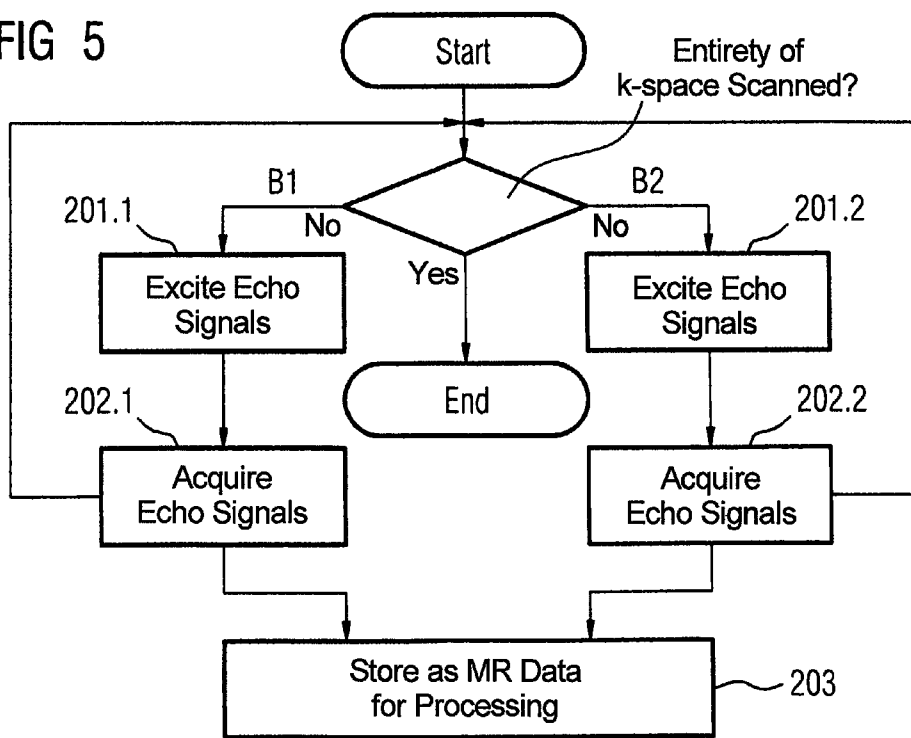 FIG 5
Start
Entirety of
k-space Scanned?
B1
B2
201.1
No
No
201.2
Yes
Excite Echo
Signals
Excite Echo
Signals
202.1
End
202.2
Acquire
Echo Signals
Acquire
Echo Signals
Store as MR Data
for Processing
203